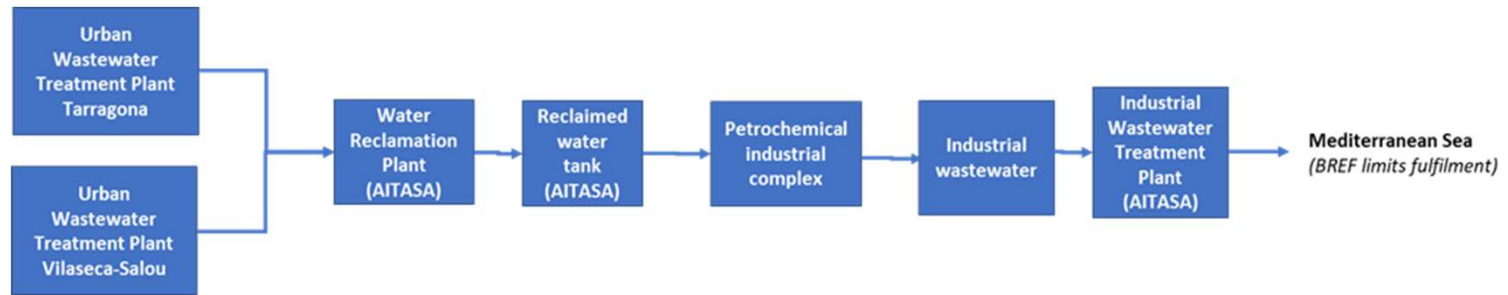 Urban
Wastewater
Treatment Plant
Tarragona
Urban
Wastewater
Treatment Plant
Vilaseca-Salou
Water
Reclamation
Plant
(AITASA)
Reclaimed
water
tank
(AITASA)
Petrochemical
industrial
complex
Industrial
wastewater
Industrial
Wastewater
Treatment
Plant
(AITASA)
Mediterranean Sea
(BREF limits fulfilment)